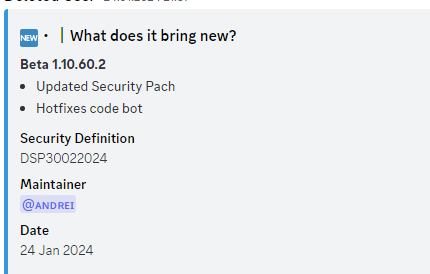 NEW • | What does it bring new?
Beta 1.10.60.2
• Updated Security Pach
• Hotfixes code bot
Security Definition
DSP30022024
Maintainer
@ANDREI
Date
24 Jan 2024